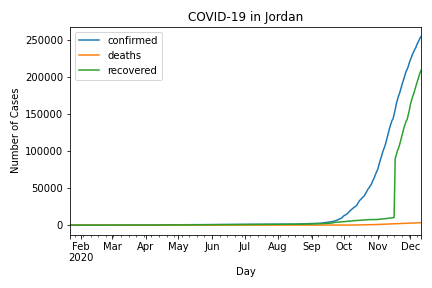 COVID-19 in Jordan
confirmed
deaths
recovered
Number of Cases
250000
200000
150000
100000
50000
0
Feb Mar Apr May Jun Jul Aug Sep Oct Nov Dec
2020
Day